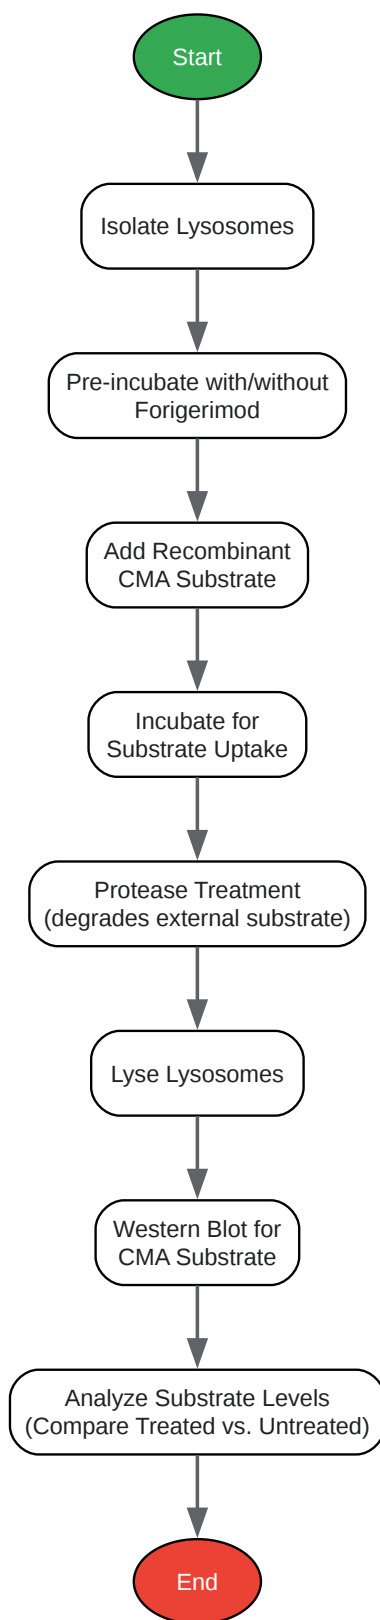 Start
Isolate Lysosomes
Pre-incubate with/without
Forigerimod
Add Recombinant
CMA Substrate
Incubate for
Substrate Uptake
Protease Treatment
(degrades external substrate)
Lyse Lysosomes
Western Blot for
CMA Substrate
Analyze Substrate Levels
(Compare Treated vs. Untreated)
End